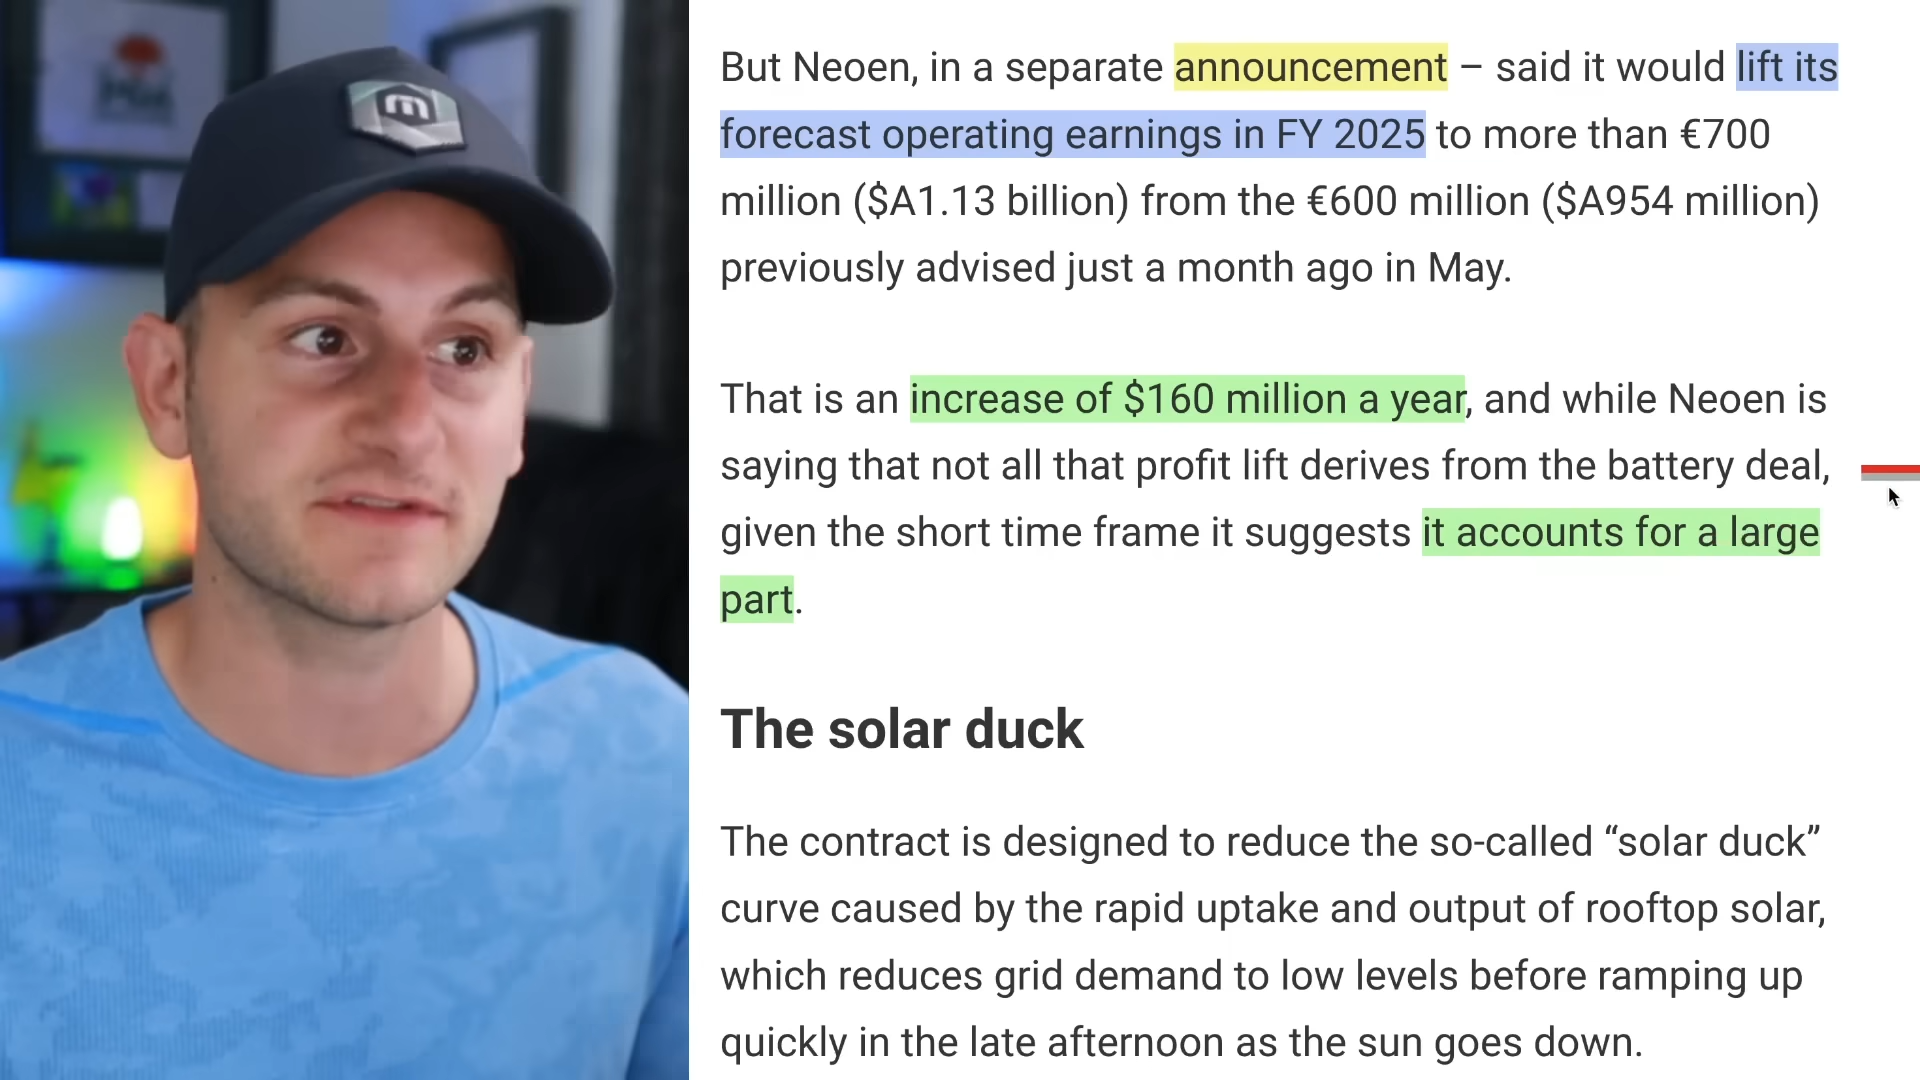 But Neoen, in a separate announcement – said it would lift its
forecast operating earnings in FY 2025 to more than €700
million ($A1.13 billion) from the €600 million ($A954 million)
previously advised just a month ago in May.
That is an increase of $160 million a year, and while Neoen is
saying that not all that profit lift derives from the battery deal,
given the short time frame it suggests it accounts for a large
part.
The solar duck
The contract is designed to reduce the so-called “solar duck”
curve caused by the rapid uptake and output of rooftop solar,
which reduces grid demand to low levels before ramping up
quickly in the late afternoon as the sun goes down.